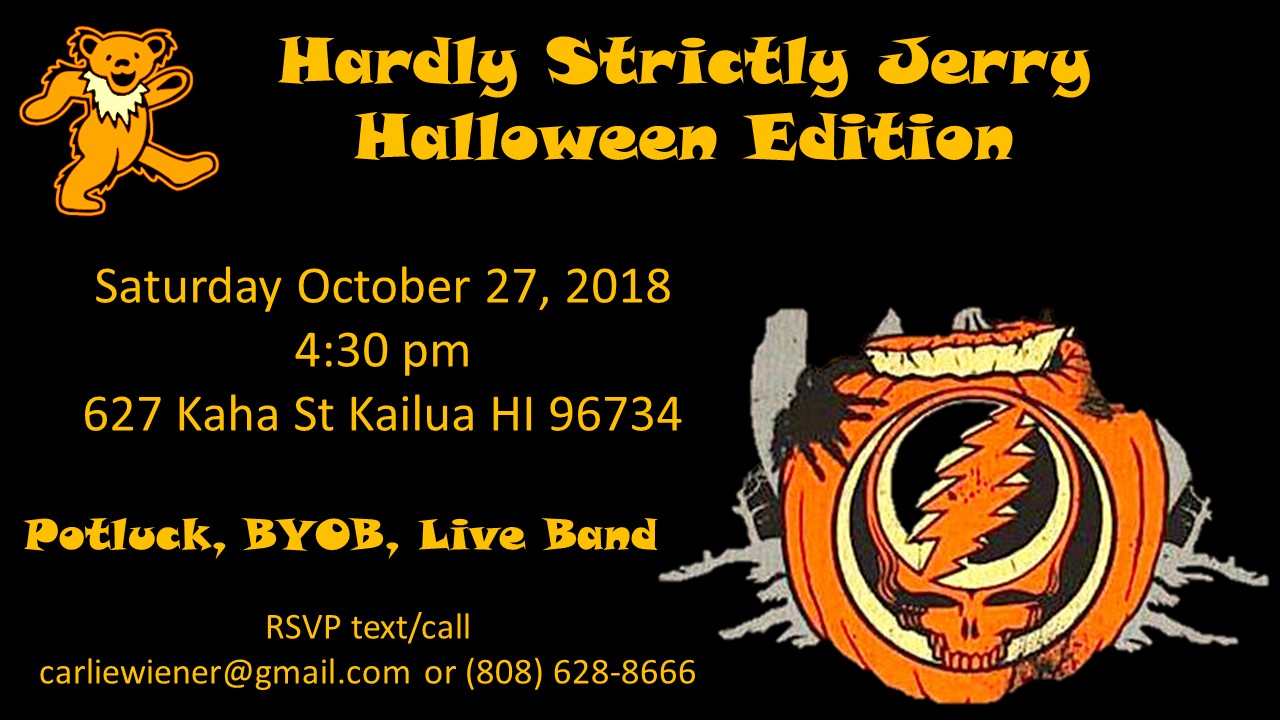 Hardly Strictly Jerry
Halloween Edition
Saturday October 27, 2018
4:30 pm
627 Kaha St Kailua HI 96734
Potluck, BYOB, Live Band
RSVP text/call
carliewiener@gmail.com or (808) 628-8666